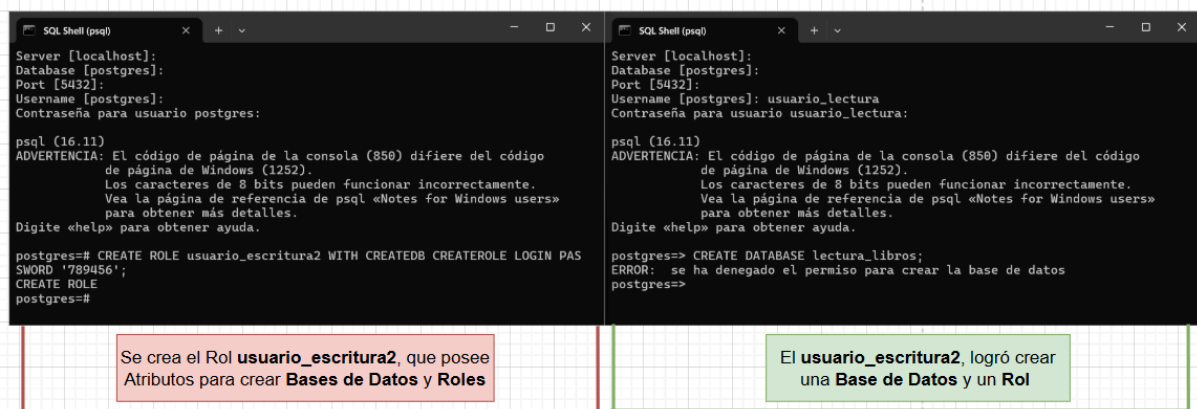 SQL Shell (psql)
Server [localhost]:
Database [postgres]:
Port [5432]:
Username [postgres]:
Contraseña para usuario postgres:
psql (16.11)
ADVERTENCIA: El código de página de la consola (850) difiere del código
de página de Windows (1252).
Los caracteres de 8 bits pueden funcionar incorrectamente.
Vea la página de referencia de psql «Notes for Windows users»
para obtener más detalles.
Digite «help» para obtener ayuda.
postgres=# CREATE ROLE usuario_escritura2 WITH CREATEDB CREATEROLE LOGIN PAS
SWORD '789456';
CREATE ROLE
postgres=#
Se crea el Rol usuario_escritura2, que posee
Atributos para crear Bases de Datos y Roles
SQL Shell (psql)
Server [localhost]:
Database [postgres]:
Port [5432]:
Username [postgres]: usuario_lectura
Contraseña para usuario usuario_lectura:
psql (16.11)
ADVERTENCIA: El código de página de la consola (850) difiere del código
de página de Windows (1252).
Los caracteres de 8 bits pueden funcionar incorrectamente.
Vea la página de referencia de psql «Notes for Windows users»
para obtener más detalles.
Digite «help» para obtener ayuda.
postgres=> CREATE DATABASE lectura_libros;
ERROR:  se ha denegado el permiso para crear la base de datos
postgres=>
El usuario_escritura2, logró crear
una Base de Datos y un Rol